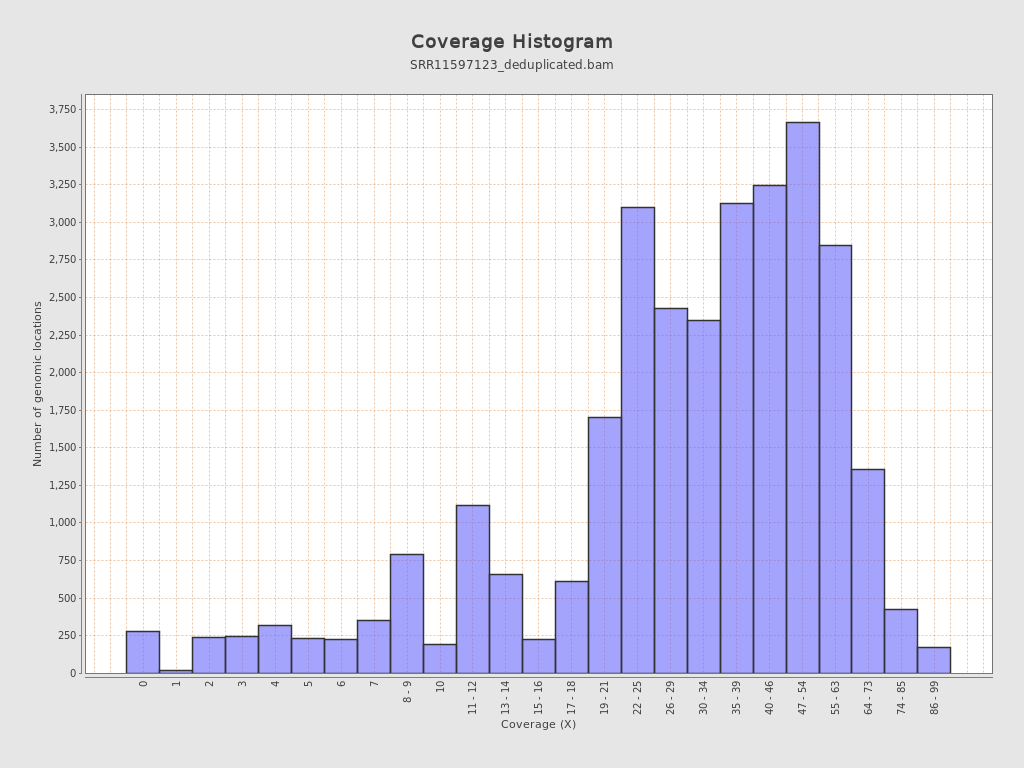 Coverage Histogram
SRR11597123_deduplicated.bam
Number of genomic locations
3,750
3,500
3,250
3,000
2,750
2,500
2,250
2,000
1,750
1,500
1,250
1,000
750
500
250
0
0
1
2
3
4
5
6
7
8 - 9
10
11 - 12
13 - 14
15 - 16
17 - 18
19 - 21
22 - 25
26 - 29
30 - 34
35 - 39
40 - 46
47 - 54
55 - 63
64 - 73
74 - 85
86 - 99
Coverage (X)